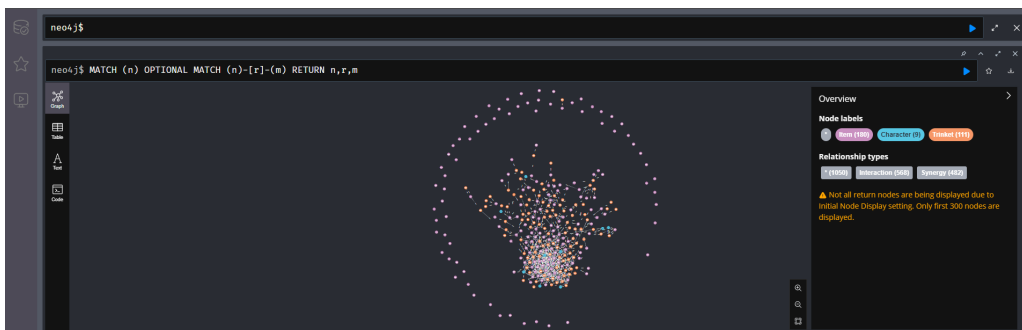 neo4j$
neo4j$ MATCH (n) OPTIONAL MATCH (n)-[r]-(m) RETURN n,r,m
Graph
Table
A
Text
Code
Overview
Node labels
* Item (180) Character (9) Trinket (111)
Relationship types
* (1050) Interaction (568) Synergy (482)
Not all return nodes are being displayed due to
Initial Node Display setting. Only first 300 nodes are
displayed.